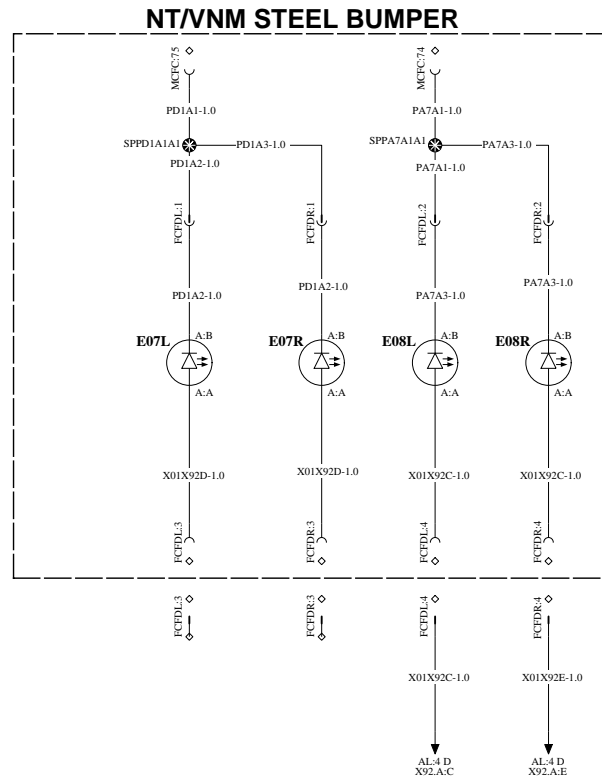 NT/VNM STEEL BUMPER
MCFC:75
MCFC:74
PD1A1-1.0
PA7A1-1.0
SPPD1A1A1
PD1A3-1.0
SPPA7A1A1
PA7A3-1.0
PD1A2-1.0
PA7A1-1.0
FCFDL:1
FCFDR:1
FCFDL:2
FCFDR:2
PD1A2-1.0
PD1A2-1.0
PA7A3-1.0
PA7A3-1.0
E07L
A:B
E07R
A:B
E08L
A:B
E08R
A:B
A:A
A:A
A:A
A:A
X01X92D-1.0
X01X92D-1.0
X01X92C-1.0
X01X92C-1.0
FCFDL:3
FCFDR:3
FCFDL:4
FCFDR:4
FCFDL:3
FCFDR:3
FCFDL:4
FCFDR:4
X01X92C-1.0
X01X92E-1.0
AL:4 D
X92.A:C
AL:4 D
X92.A:E